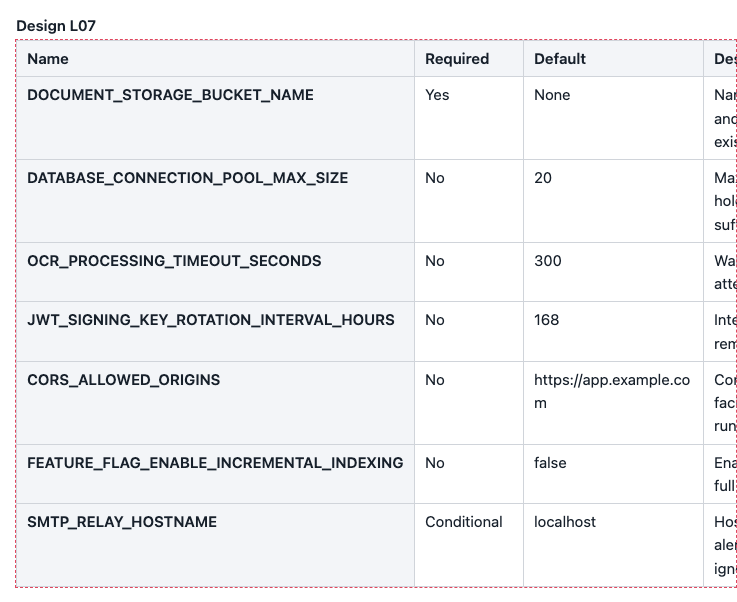 Design L07
Name Required Default
DOCUMENT_STORAGE_BUCKET_NAME Yes None
DATABASE_CONNECTION_POOL_MAX_SIZE No 20
OCR_PROCESSING_TIMEOUT_SECONDS No 300
JWT_SIGNING_KEY_ROTATION_INTERVAL_HOURS No 168
CORS_ALLOWED_ORIGINS No https://app.example.co
m
FEATURE_FLAG_ENABLE_INCREMENTAL_INDEXING No false
SMTP_RELAY_HOSTNAME Conditional localhost